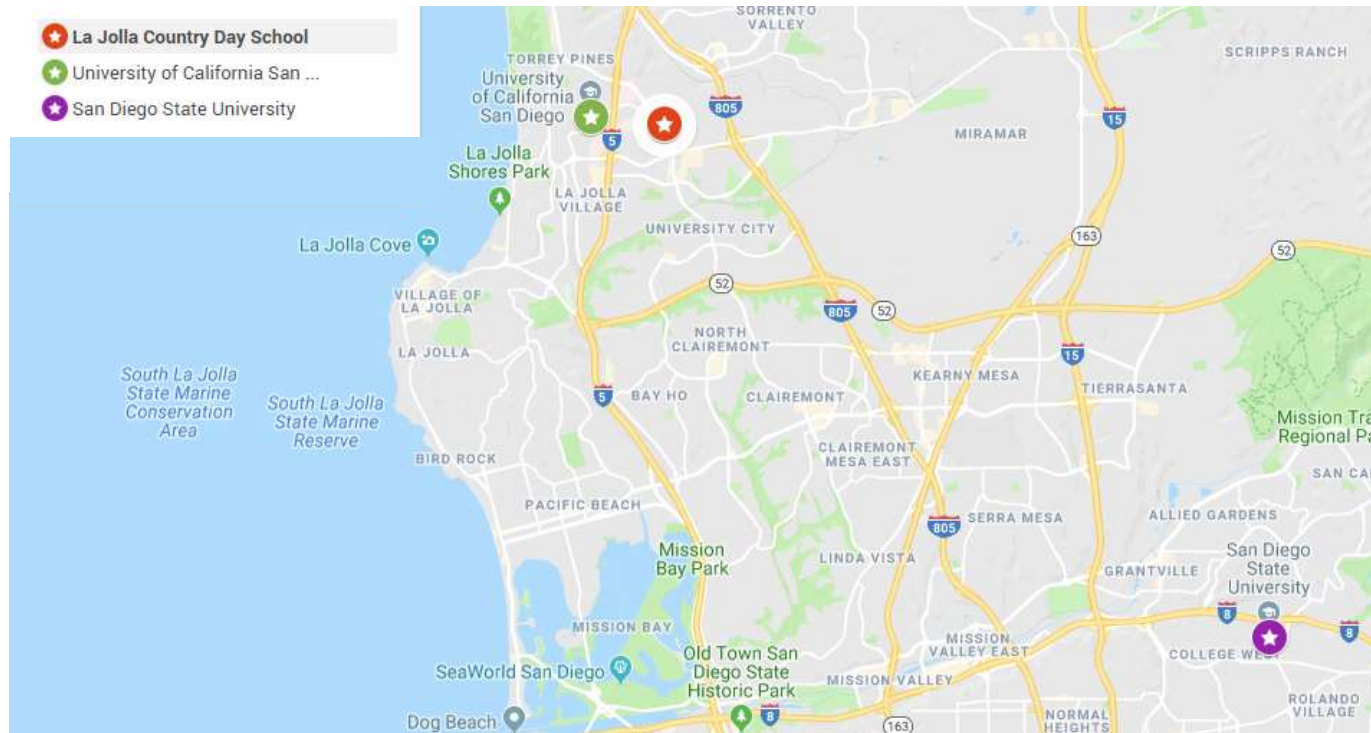 La Jolla Country Day School
University of California San ...
San Diego State University
SORRENTO
VALLEY
SCRIPPS RANCH
TORREY PINES
University
of California
San Diego
805
15
5
MIRAMAR
La Jolla
Shores Park
LA JOLLA
VILLAGE
UNIVERSITY CITY
163
La Jolla Cove
52
52
VILLAGE OF
LA JOLLA
805
52
NORTH
CLAIREMONT
LA JOLLA
15
KEARNY MESA
TIERRASANTA
South La Jolla
State Marine
Conservation
Area
South La Jolla
State Marine
Reserve
5
BAY HO
CLAIREMONT
Mission Tra
Regional Pa
CLAIREMONT
MESA EAST
BIRD ROCK
SAN CA
PACIFIC BEACH
805
SERRA MESA
ALLIED GARDENS
Mission
Bay Park
LINDA VISTA
San Diego
State
University
GRANTVILLE
8
8
MISSION BAY
MISSION
VALLEY EAST
COLLEGE WE
Old Town San
Diego State
Historic Park
SeaWorld San Diego
MISSION VALLEY
ROLANDO
VILLAGE
Dog Beach
8
163
NORMAL
HEIGHTS